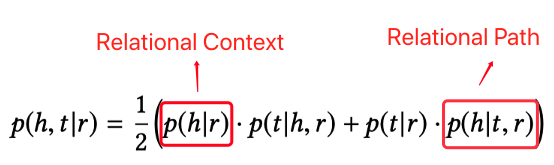 Relational Context
Relational Path
p(h, t|r) = 1/2 (p(h|r) · p(t|h, r) + p(t|r) · p(h|t, r))